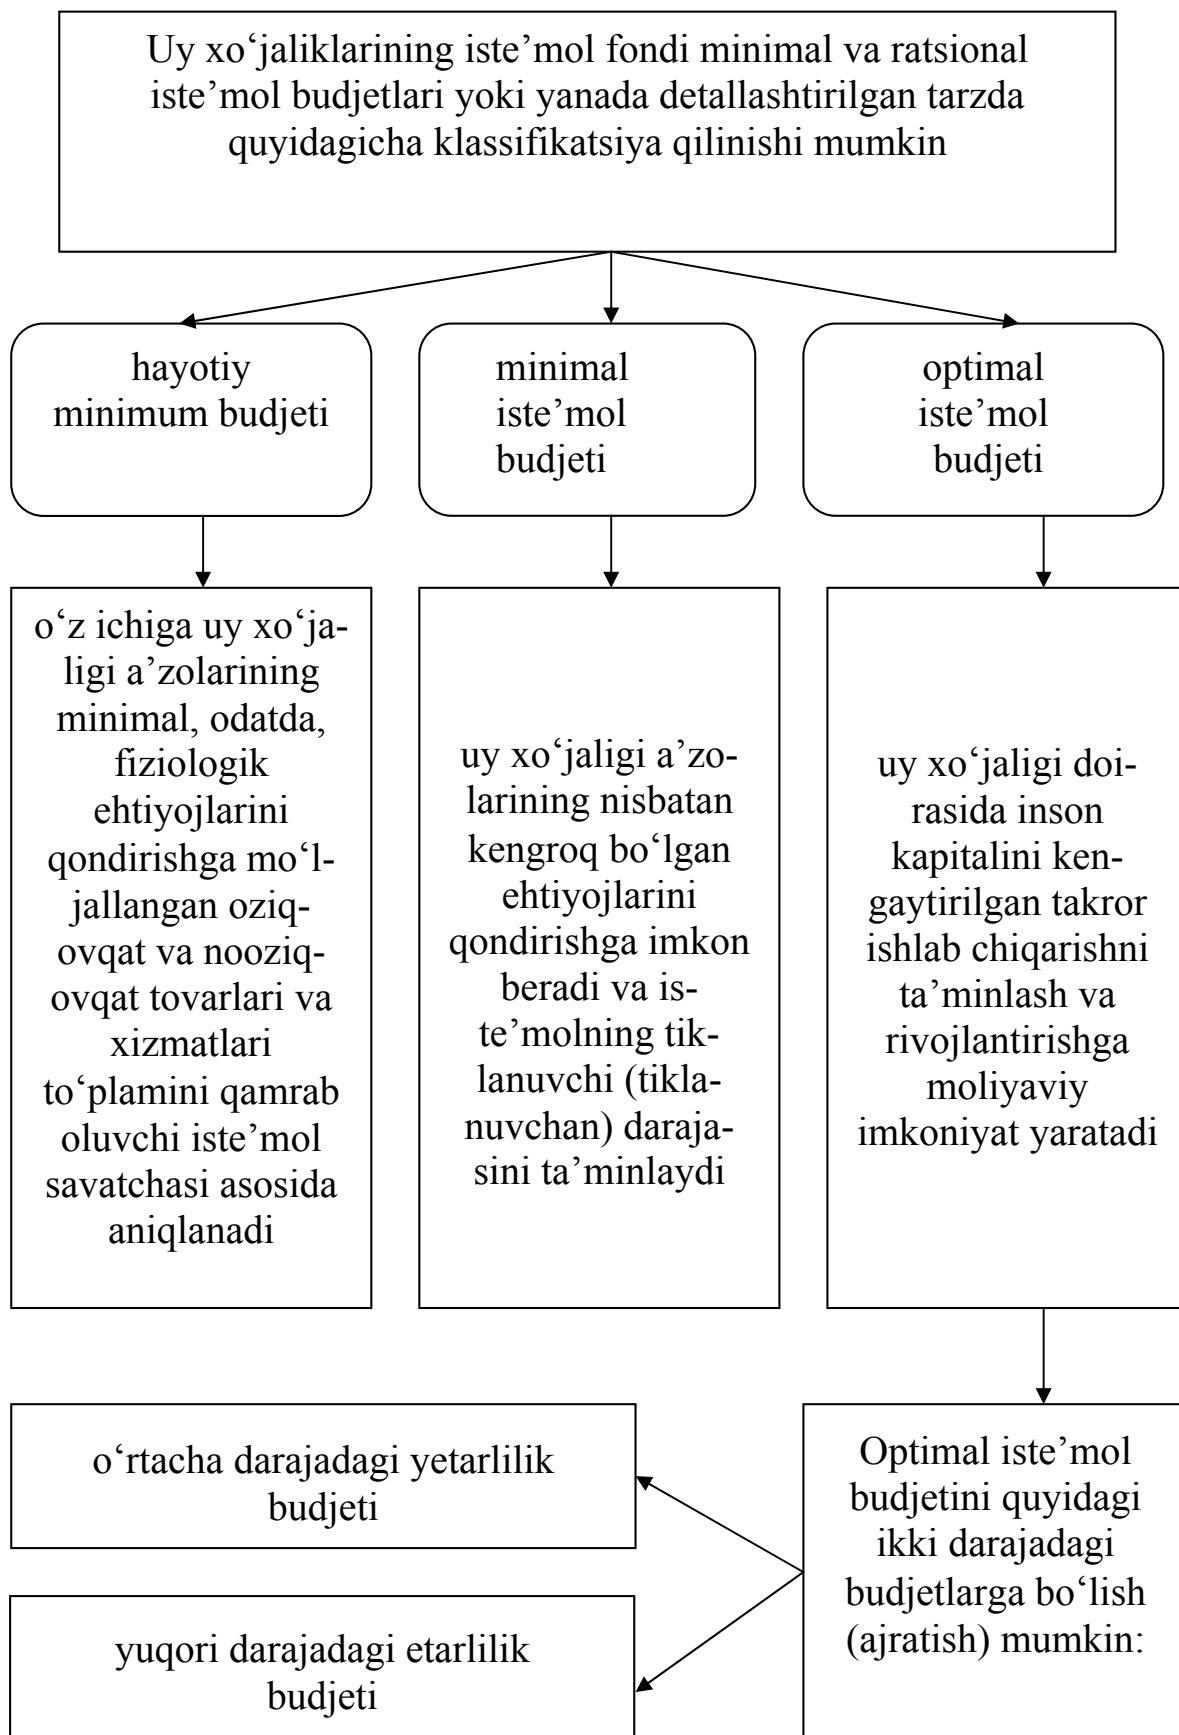 Uy xo‘jaliklarining iste’mol fondi minimal va ratsional
iste’mol budjetlari yoki yanada detallashtirilgan tarzda
quyidagicha klassifikatsiya qilinishi mumkin
hayotiy
minimum budjeti
minimal
iste’mol
budjeti
optimal
iste’mol
budjeti
o‘z ichiga uy xo‘ja-
ligi a’zolarining
minimal, odatda,
fiziologik
ehtiyojlarini
qondirishga mo‘l-
jallangan oziq-
ovqat va nooziq-
ovqat tovarlari va
xizmatlari
to‘plamini qamrab
oluvchi iste’mol
savatchasi asosida
aniqlanadi
uy xo‘jaligi a’zo-
larining nisbatan
kengroq bo‘lgan
ehtiyojlarini
qondirishga imkon
beradi va is-
te’molning tik-
lanuvchi (tikla-
nuvchan) daraja-
sini ta’minlaydi
uy xo‘jaligi doi-
rasida inson
kapitalini ken-
gaytirilgan takror
ishlab chiqarishni
ta’minlash va
rivojlantirishga
moliyaviy
imkoniyat yaratadi
o‘rtacha darajadagi yetarlilik
budjeti
yuqori darajadagi etarlilik
budjeti
Optimal iste’mol
budjetini quyidagi
ikki darajadagi
budjetlarga bo‘lish
(ajratish) mumkin: